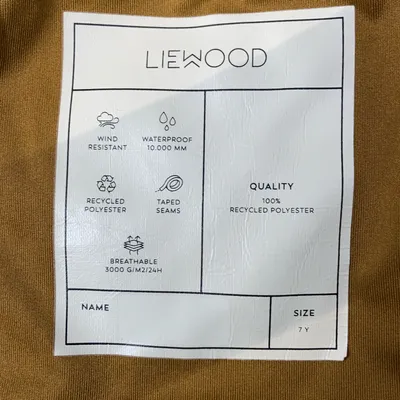 LIEWOOD
WIND
RESISTANT
WATERPROOF
10.000 MM
RECYCLED
POLYESTER
TAPED
SEAMS
BREATHABLE
3000 G/M2/24H
QUALITY
100%
RECYCLED POLYESTER
NAME
SIZE
7 Y